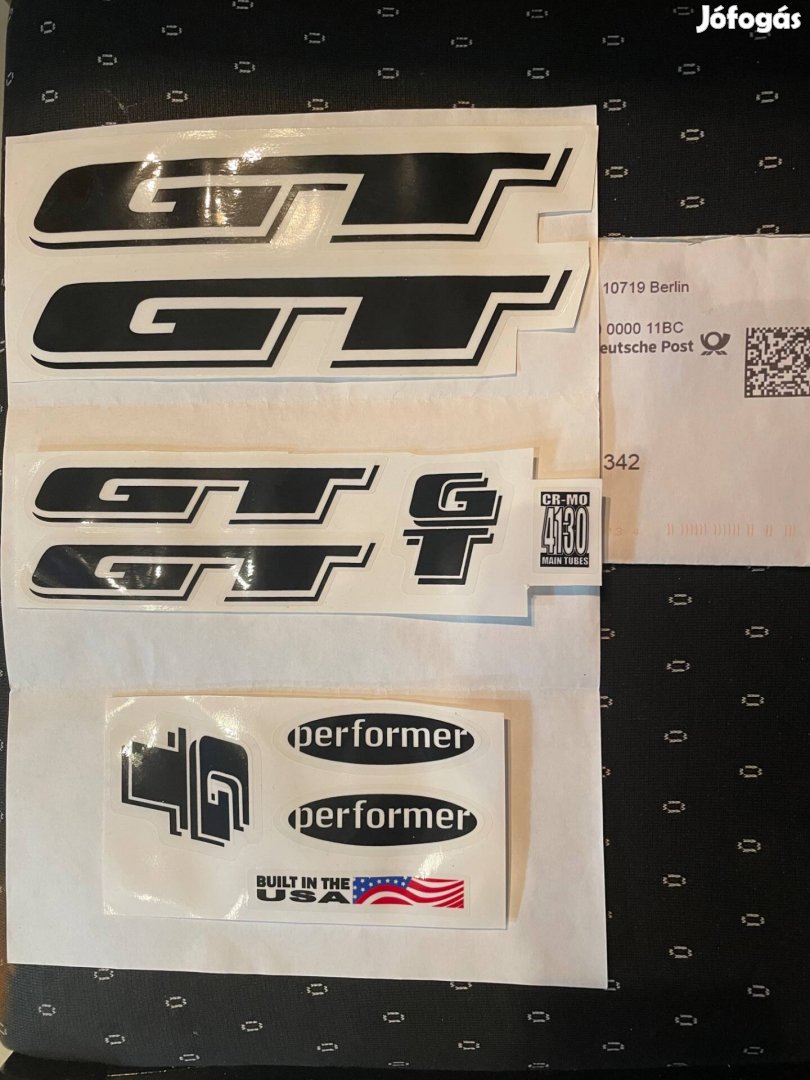 Jófogás
GT
GT
10719 Berlin
0000 11BC
eutsche Post
342
GT
GT
G
T
CR-MO
4130
MAIN TUBES
GT
performer
performer
BUILT IN THE
USA